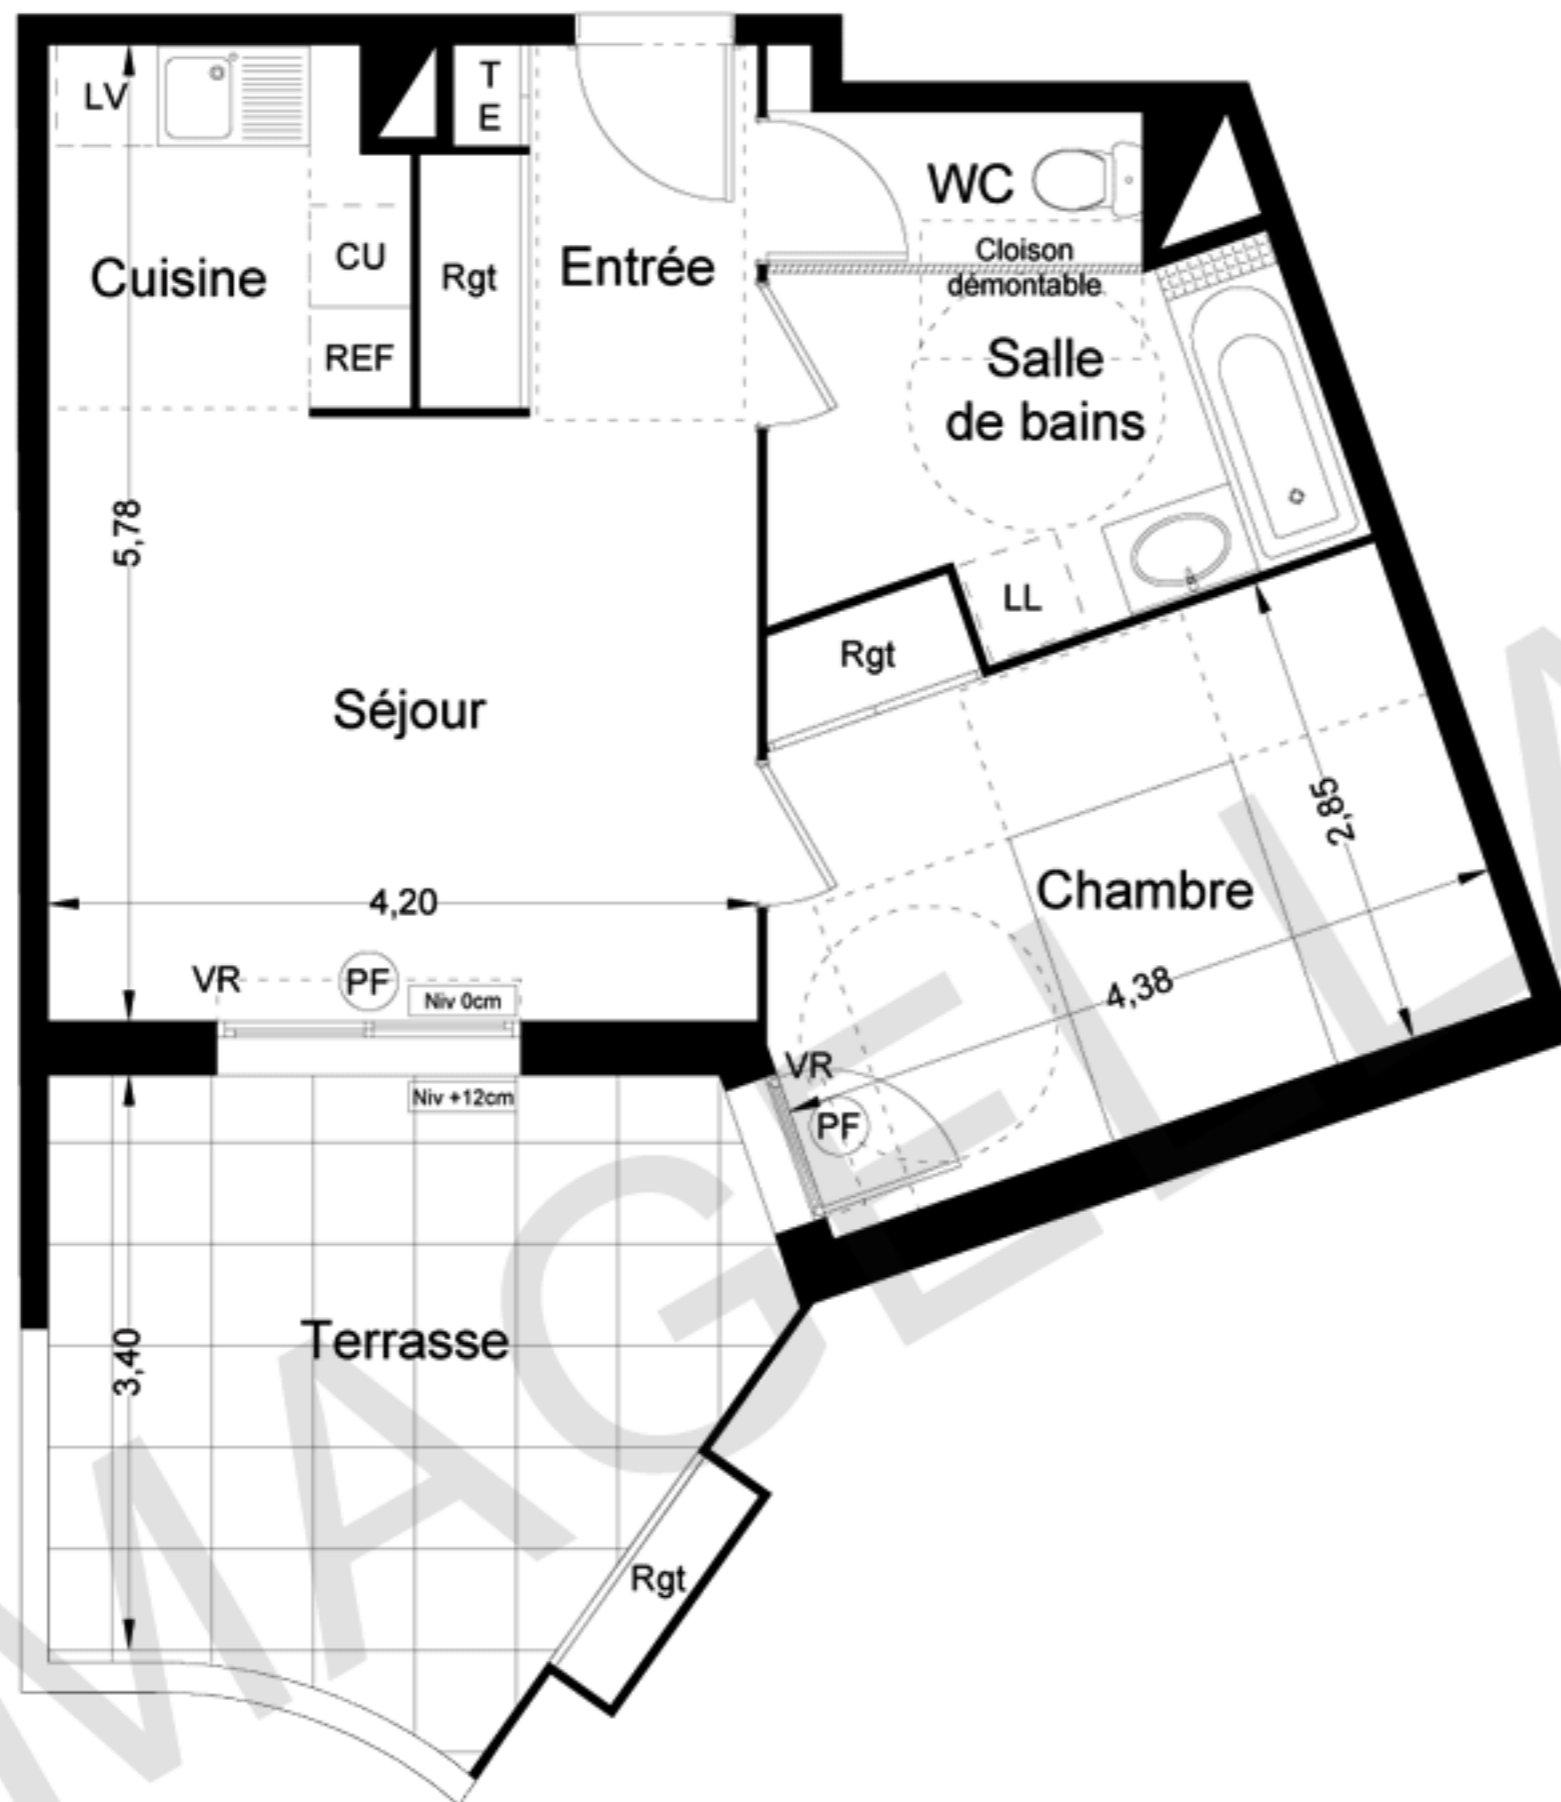 LV
T
E
WC
Cloison
démontable
Cuisine
CU
Rgt
Entrée
REF
Salle
de bains
5,78
LL
Rgt
Séjour
2,85
Chambre
4,20
4,38
VR
PF
Niv 0cm
VR
PF
Niv +12cm
Terrasse
3,40
Rgt